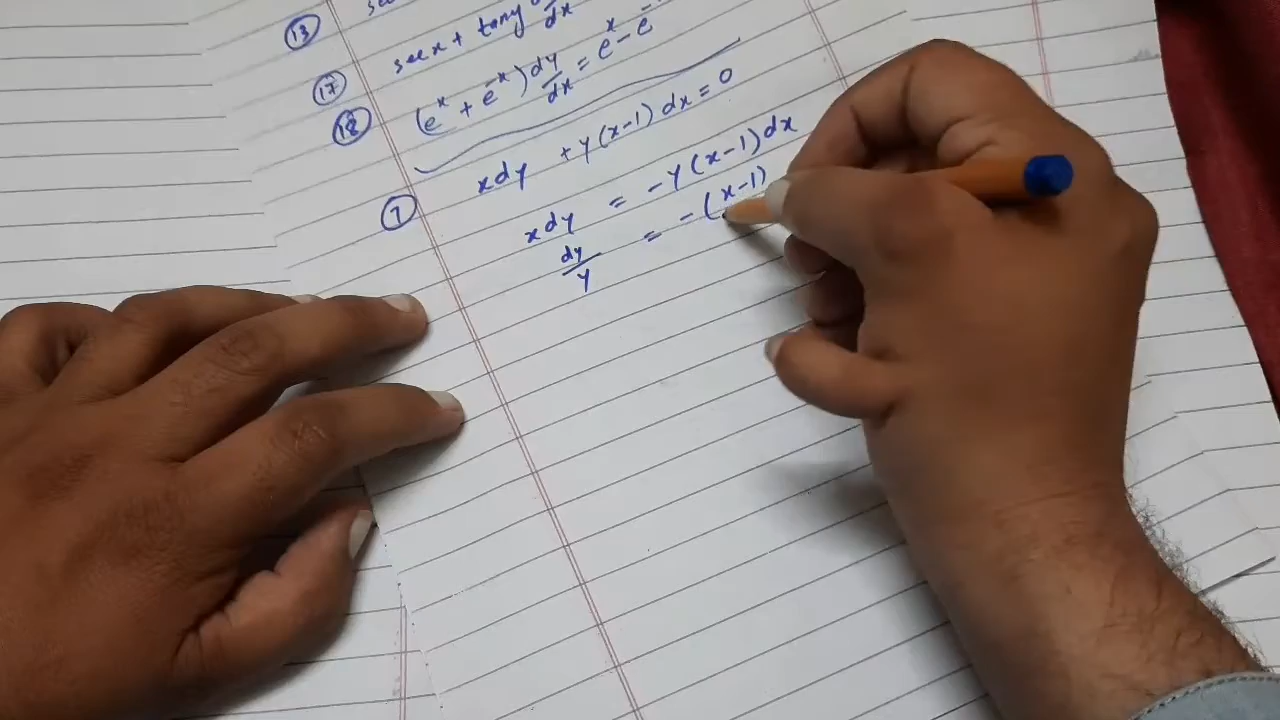 (13)
(17) sec x + tan y dy/dx
(18) (e^x + e^-x) dy/dx = e^x - e^-
(7) x dy + y(x-1) dx = 0
x dy = -y(x-1) dx
dy/y = -(x-1)